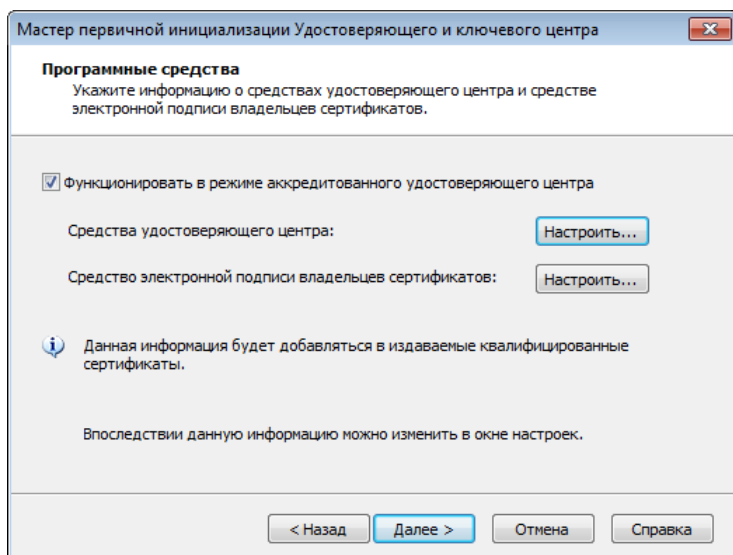 Мастер первичной инициализации Удостоверяющего и ключевого центра
Программные средства
Укажите информацию о средствах удостоверяющего центра и средстве
электронной подписи владельцев сертификатов.
Функционировать в режиме аккредитованного удостоверяющего центра
Средства удостоверяющего центра:
Настроить...
Средство электронной подписи владельцев сертификатов:
Настроить...
Данная информация будет добавляться в издаваемые квалифицированные
сертификаты.
Впоследствии данную информацию можно изменить в окне настроек.
< Назад
Далее >
Отмена
Справка